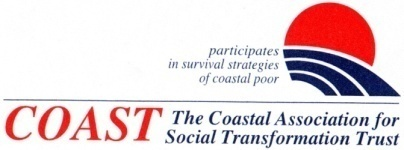 participates
in survival strategies
of coastal poor
COAST The Coastal Association for
Social Transformation Trust